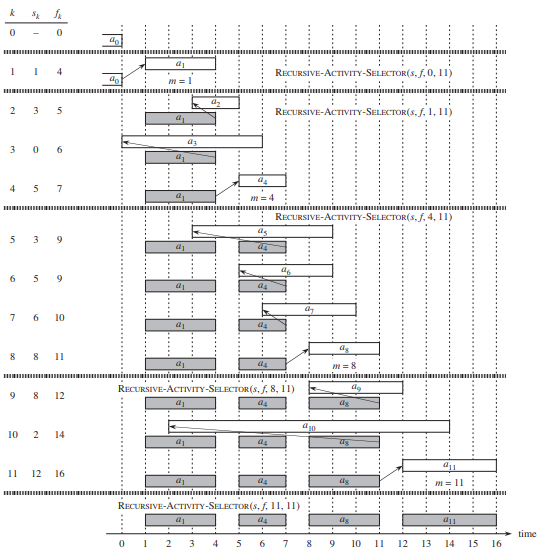 k s_k f_k
0 – 0
a_0
1 1 4
a_1
a_0
m = 1
RECURSIVE-ACTIVITY-SELECTOR(s, f, 0, 11)
2 3 5
a_2
a_1
RECURSIVE-ACTIVITY-SELECTOR(s, f, 1, 11)
3 0 6
a_3
a_1
4 5 7
a_4
a_1
m = 4
RECURSIVE-ACTIVITY-SELECTOR(s, f, 4, 11)
5 3 9
a_5
a_1 a_4
6 5 9
a_6
a_1 a_4
7 6 10
a_7
a_1 a_4
8 8 11
a_8
a_1 a_4
m = 8
9 8 12
RECURSIVE-ACTIVITY-SELECTOR(s, f, 8, 11)
a_9
a_1 a_4 a_8
10 2 14
a_10
a_1 a_4 a_8
11 12 16
a_11
a_1 a_4 a_8
m = 11
RECURSIVE-ACTIVITY-SELECTOR(s, f, 11, 11)
a_1 a_4 a_8 a_11
time
0 1 2 3 4 5 6 7 8 9 10 11 12 13 14 15 16